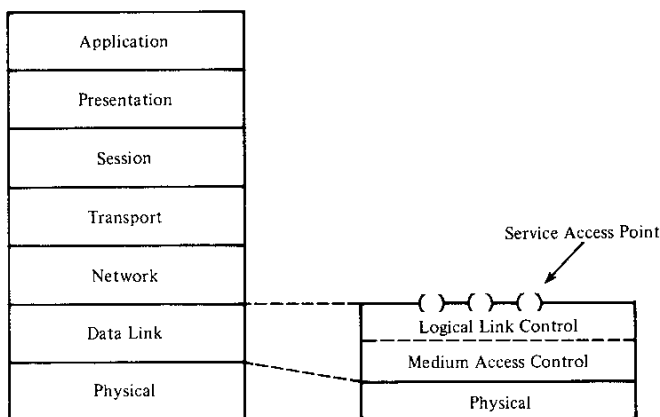 Application
Presentation
Session
Transport
Network
Data Link
Physical
Service Access Point
Logical Link Control
Medium Access Control
Physical